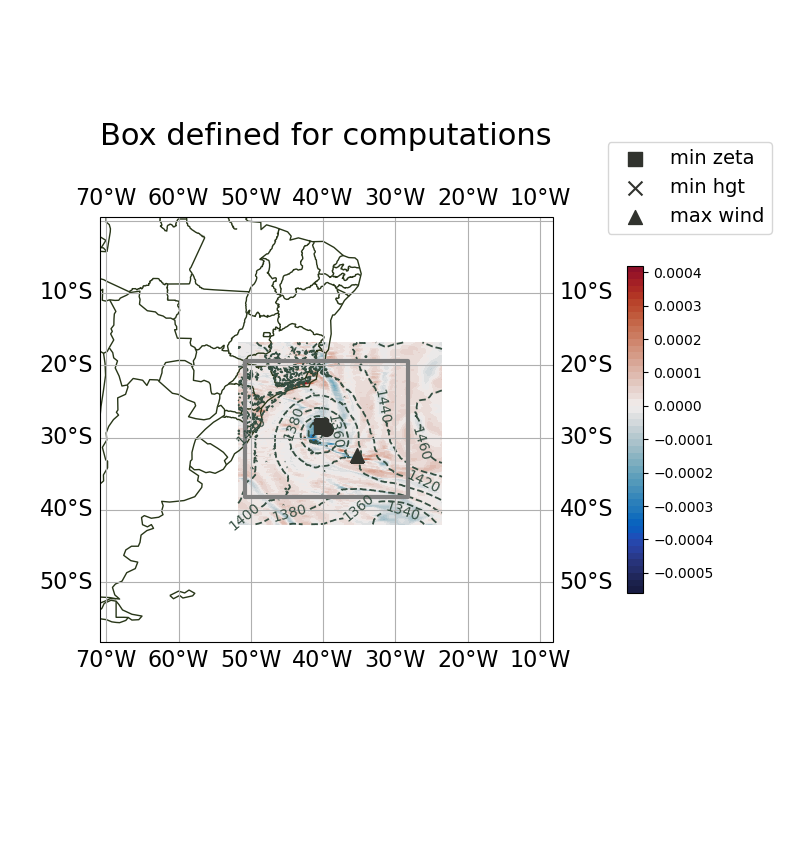 Box defined for computations
min zeta
min hgt
max wind
70°W 60°W 50°W 40°W 30°W 20°W 10°W
10°S 10°S
20°S 20°S
30°S 30°S
40°S 40°S
50°S 50°S
1380
1360
1440
1460
1420
1400
1380
1360
1340
70°W 60°W 50°W 40°W 30°W 20°W 10°W
0.0004
0.0003
0.0002
0.0001
0.0000
−0.0001
−0.0002
−0.0003
−0.0004
−0.0005